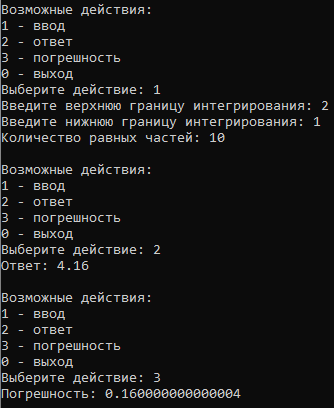 Возможные действия:
1 - ввод
2 - ответ
3 - погрешность
0 - выход
Выберите действие: 1
Введите верхнюю границу интегрирования: 2
Введите нижнюю границу интегрирования: 1
Количество равных частей: 10
Возможные действия:
1 - ввод
2 - ответ
3 - погрешность
0 - выход
Выберите действие: 2
Ответ: 4.16
Возможные действия:
1 - ввод
2 - ответ
3 - погрешность
0 - выход
Выберите действие: 3
Погрешность: 0.160000000000004